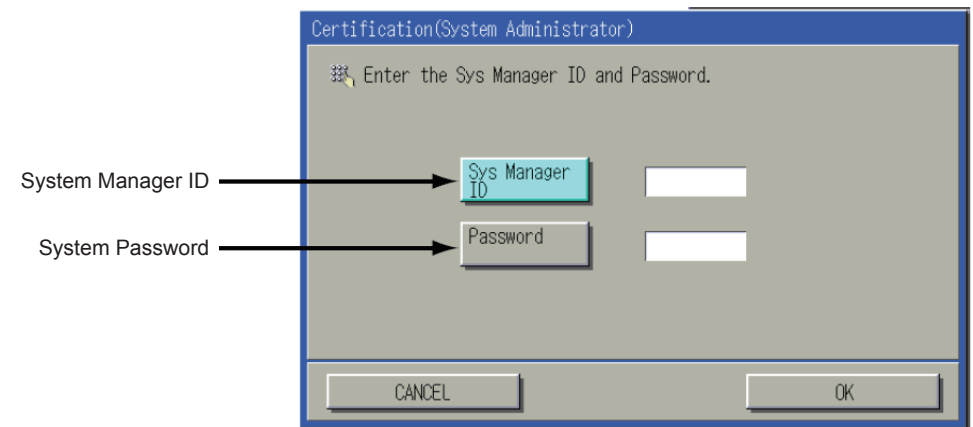 Certification(System Administrator)
Enter the Sys Manager ID and Password.
System Manager ID
Sys Manager
ID
System Password
Password
CANCEL
OK